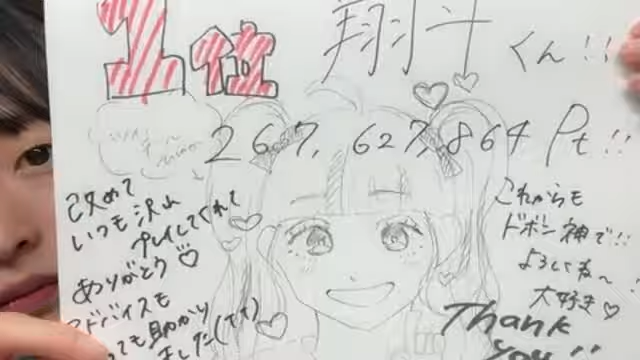 1位
翔斗くん!!
267,627,864 Pt!!
改めて
いつも沢山
プレイしてくれて
ありがとう♡
アドバイスも
とっても助かり
ました(TT)
これからも
ドボン神で!!
よろしくね〜!
大好き♡
Thank
you!!